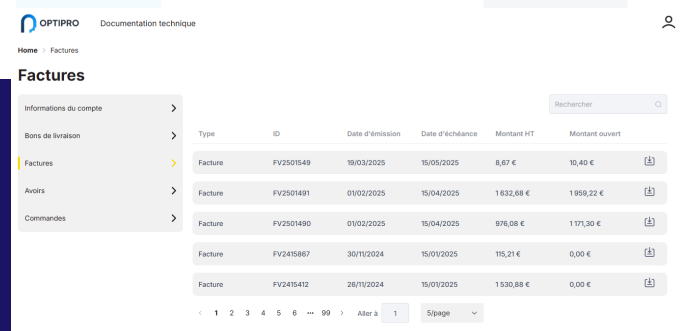 OPTIPRO Documentation technique
Home > Factures
Factures
Informations du compte
Bons de livraison
Factures
Avoirs
Commandes
Rechercher
Type ID Date d'émission Date d'échéance Montant HT Montant ouvert
Facture FV2501549 19/03/2025 15/05/2025 8,67 € 10,40 €
Facture FV2501491 01/02/2025 15/04/2025 1 632,68 € 1 959,22 €
Facture FV2501490 01/02/2025 15/04/2025 976,08 € 1 171,30 €
Facture FV2415867 30/11/2024 15/01/2025 115,21 € 0,00 €
Facture FV2415412 26/11/2024 15/01/2025 1 530,88 € 0,00 €
< 1 2 3 4 5 6 ••• 99 > Aller à 1 5/page